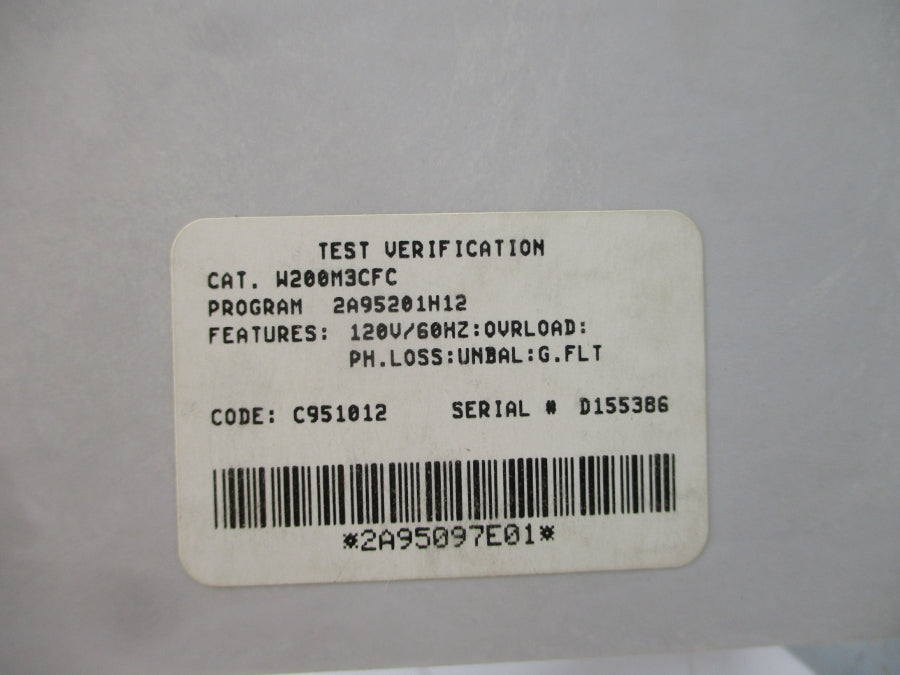 TEST VERIFICATION
CAT. W200M3CFC
PROGRAM 2A95201H12
FEATURES: 120V/60HZ:OVRLOAD:
PH.LOSS:UNBAL:G.FLT
CODE: C951012 SERIAL # D155386
*2A95097E01*